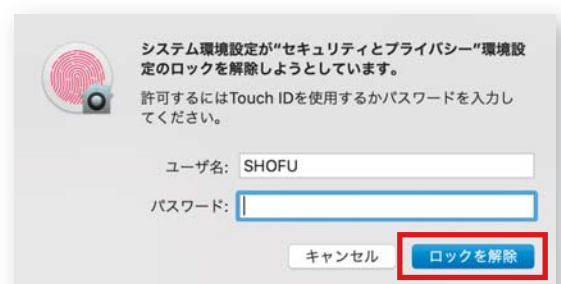 システム環境設定が“セキュリティとプライバシー”環境設
定のロックを解除しようとしています。
許可するにはTouch IDを使用するかパスワードを入力し
てください。
ユーザ名: SHOFU
パスワード:
キャンセル ロックを解除